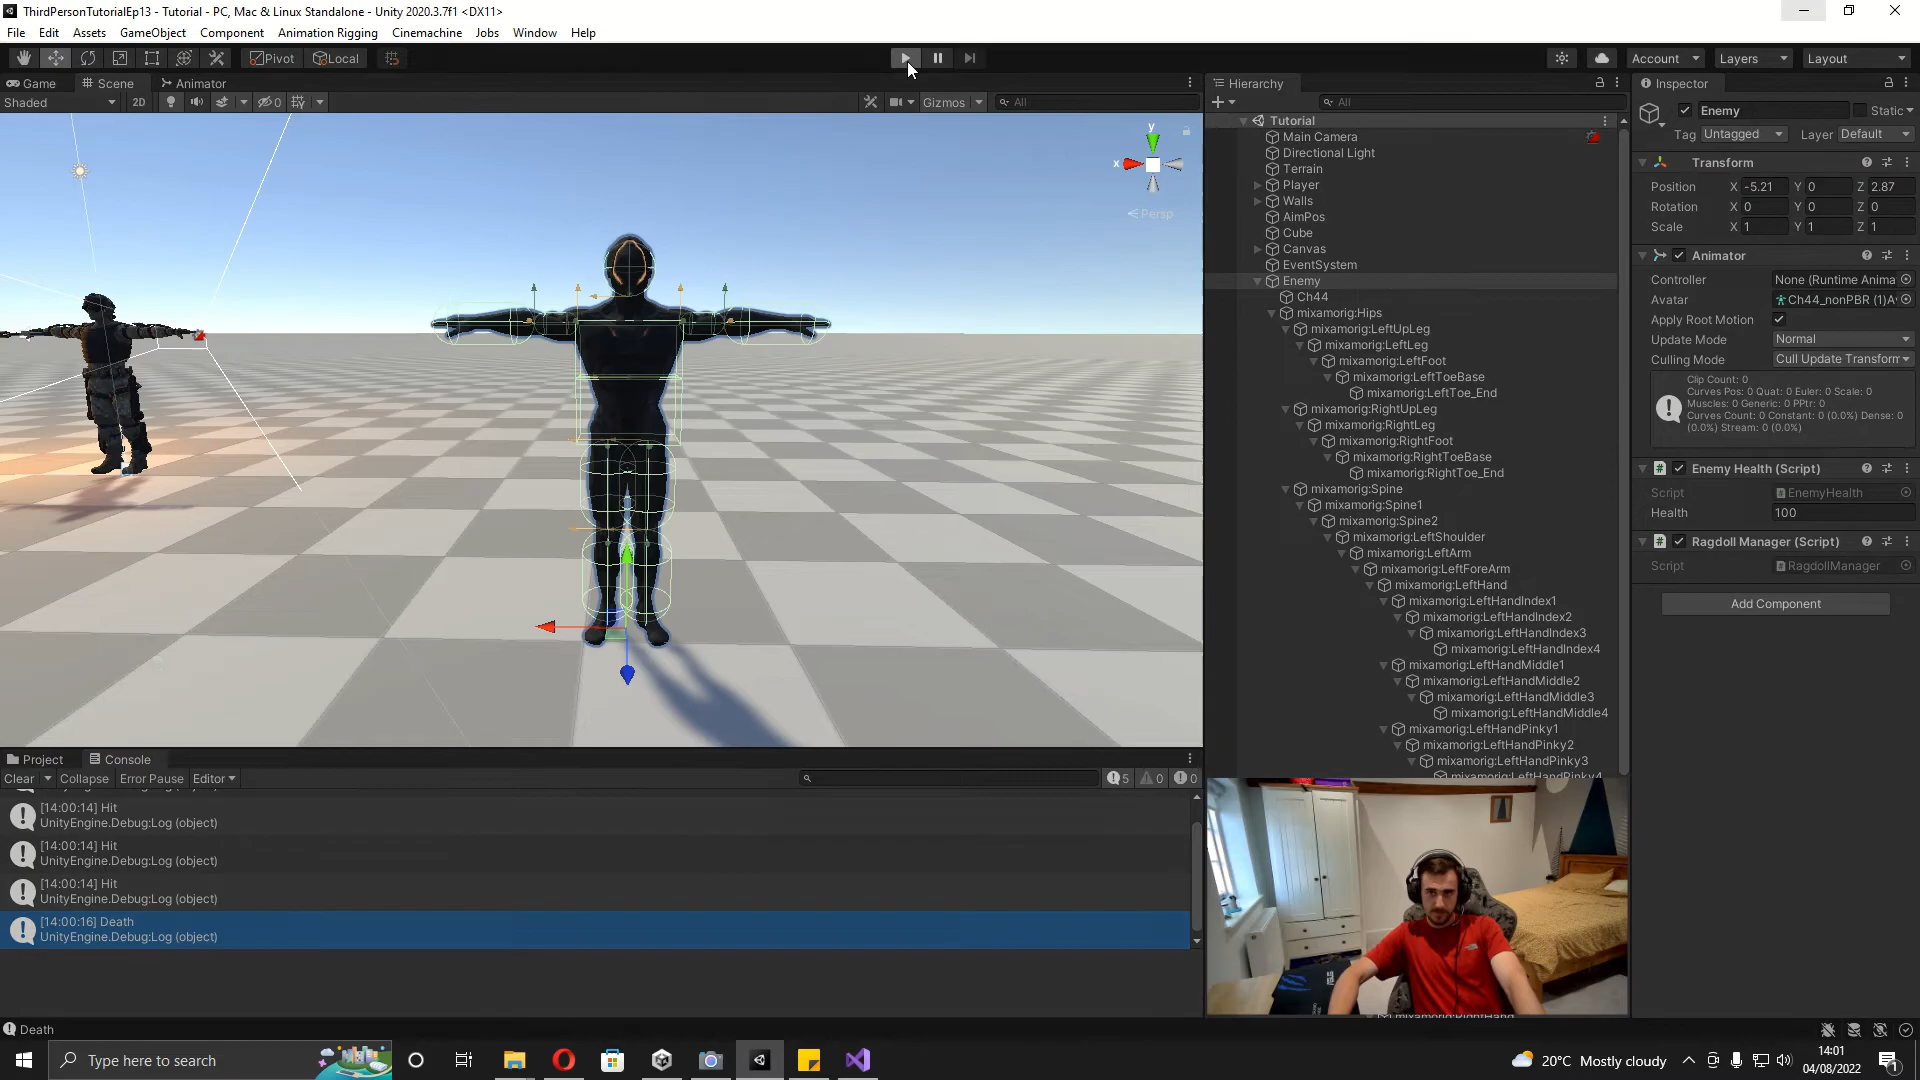 ThirdPersonTutorialEp13 - Tutorial - PC, Mac & Linux Standalone - Unity 2020.3.7f1 <DX11>
File Edit Assets GameObject Component Animation Rigging Cinemachine Jobs Window Help
Pivot Local Account Layers Layout
Game Scene Animator
Shaded 2D 0 Gizmos All
y
x
Persp
Hierarchy
All
Tutorial
Main Camera
Directional Light
Terrain
Player
Walls
AimPos
Cube
Canvas
EventSystem
Enemy
Ch44
mixamorig:Hips
mixamorig:LeftUpLeg
mixamorig:LeftLeg
mixamorig:LeftFoot
mixamorig:LeftToeBase
mixamorig:LeftToe_End
mixamorig:RightUpLeg
mixamorig:RightLeg
mixamorig:RightFoot
mixamorig:RightToeBase
mixamorig:RightToe_End
mixamorig:Spine
mixamorig:Spine1
mixamorig:Spine2
mixamorig:LeftShoulder
mixamorig:LeftArm
mixamorig:LeftForeArm
mixamorig:LeftHand
mixamorig:LeftHandIndex1
mixamorig:LeftHandIndex2
mixamorig:LeftHandIndex3
mixamorig:LeftHandIndex4
mixamorig:LeftHandMiddle1
mixamorig:LeftHandMiddle2
mixamorig:LeftHandMiddle3
mixamorig:LeftHandMiddle4
mixamorig:LeftHandPinky1
mixamorig:LeftHandPinky2
mixamorig:LeftHandPinky3
mixamorig:LeftHandPinky4
Inspector
Enemy Static
Tag Untagged Layer Default
Transform
Position X -5.21 Y 0 Z 2.87
Rotation X 0 Y 0 Z 0
Scale X 1 Y 1 Z 1
Animator
Controller None (Runtime Anima
Avatar Ch44_nonPBR (1)A
Apply Root Motion
Update Mode Normal
Culling Mode Cull Update Transform
Clip Count: 0
Curves Pos: 0 Quat: 0 Euler: 0 Scale: 0
Muscles: 0 Generic: 0 PPtr: 0
Curves Count: 0 Constant: 0 (0.0%) Dense: 0
(0.0%) Stream: 0 (0.0%)
Enemy Health (Script)
Script EnemyHealth
Health 100
Ragdoll Manager (Script)
Script RagdollManager
Add Component
Project Console
Clear Collapse Error Pause Editor 5 0 0
[14:00:14] Hit
UnityEngine.Debug:Log (object)
[14:00:14] Hit
UnityEngine.Debug:Log (object)
[14:00:14] Hit
UnityEngine.Debug:Log (object)
[14:00:16] Death
UnityEngine.Debug:Log (object)
Death
Type here to search
20°C Mostly cloudy
14:01
04/08/2022
1